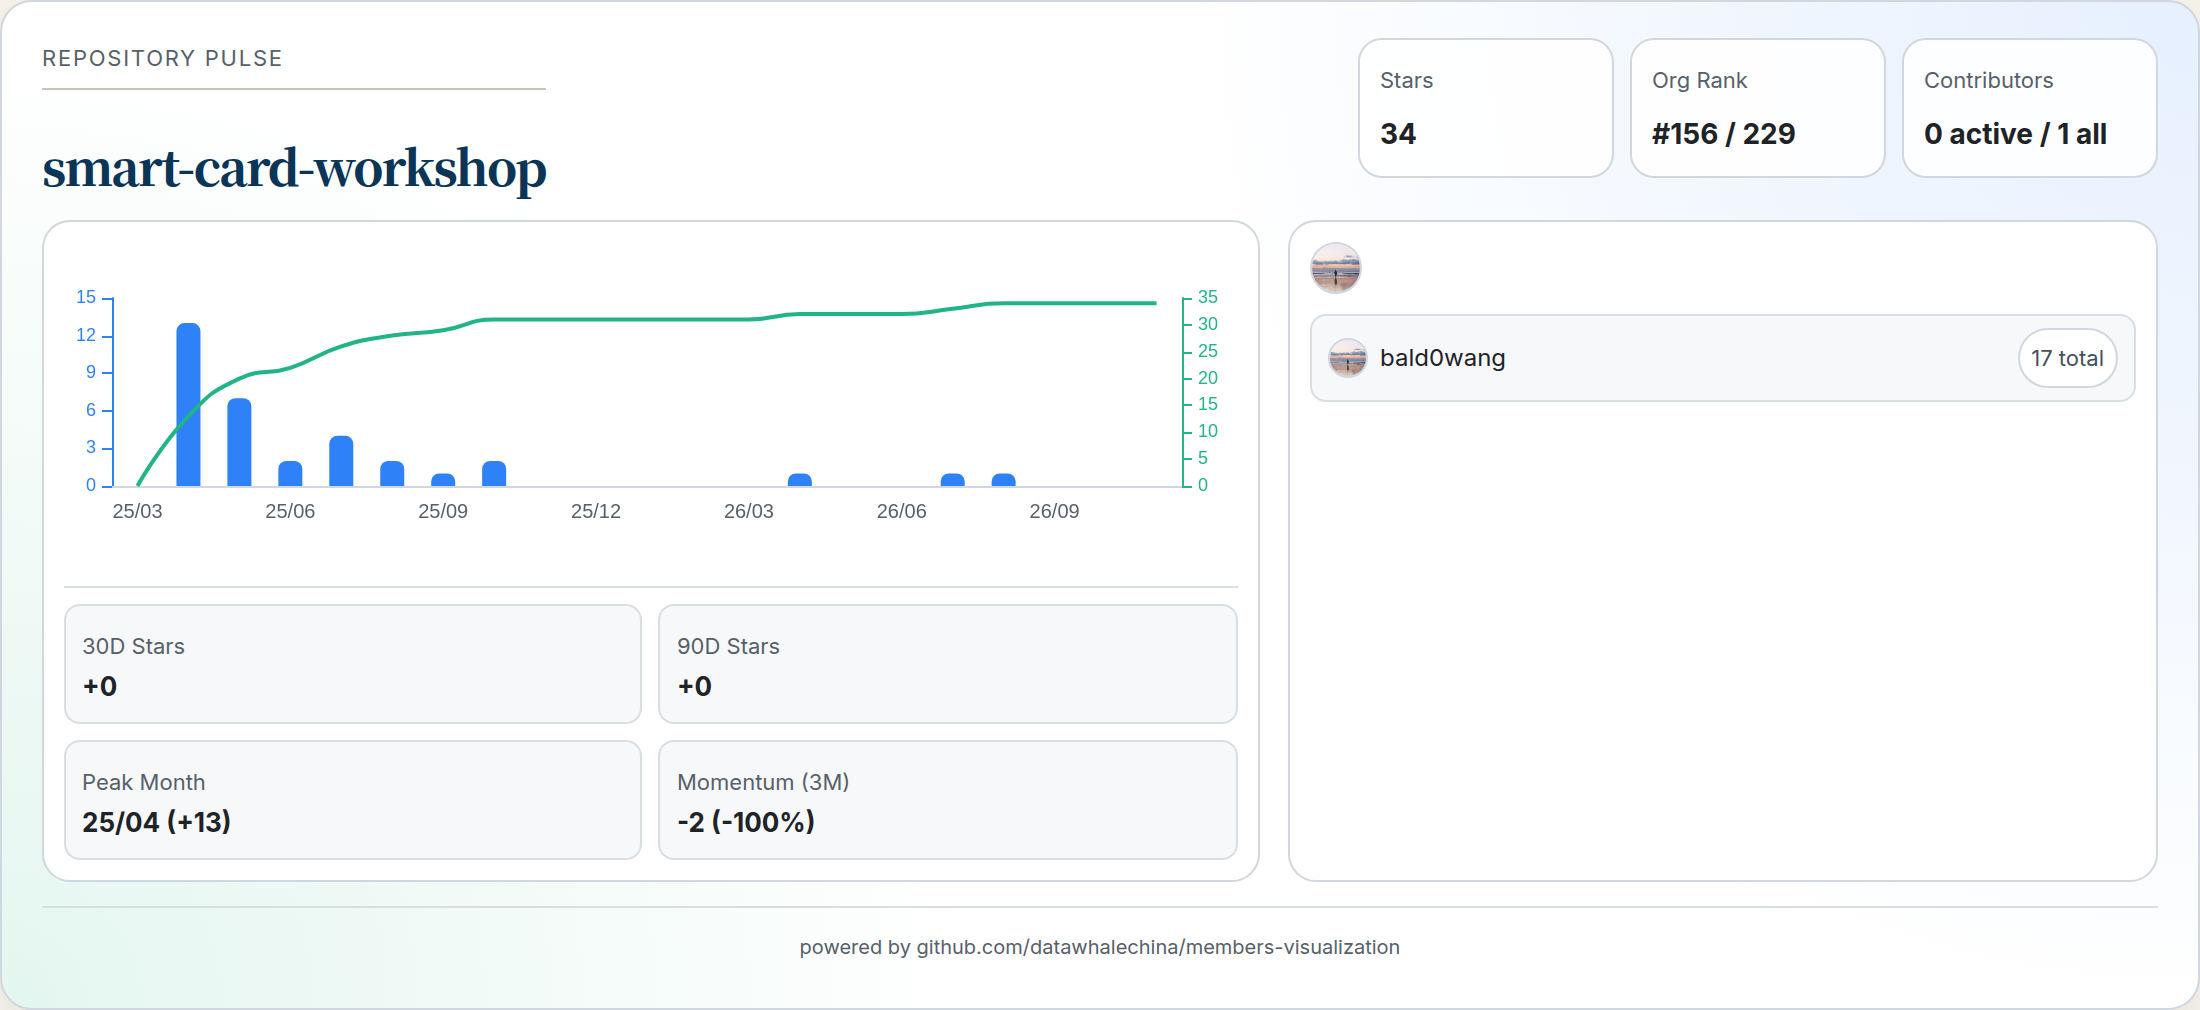 REPOSITORY PULSE
smart-card-workshop
Stars
34
Org Rank
#156 / 229
Contributors
0 active / 1 all
15
12
9
6
3
0
35
30
25
20
15
10
5
0
25/03
25/06
25/09
25/12
26/03
26/06
26/09
30D Stars
+0
90D Stars
+0
Peak Month
25/04 (+13)
Momentum (3M)
-2 (-100%)
bald0wang
17 total
powered by github.com/datawhalechina/members-visualization